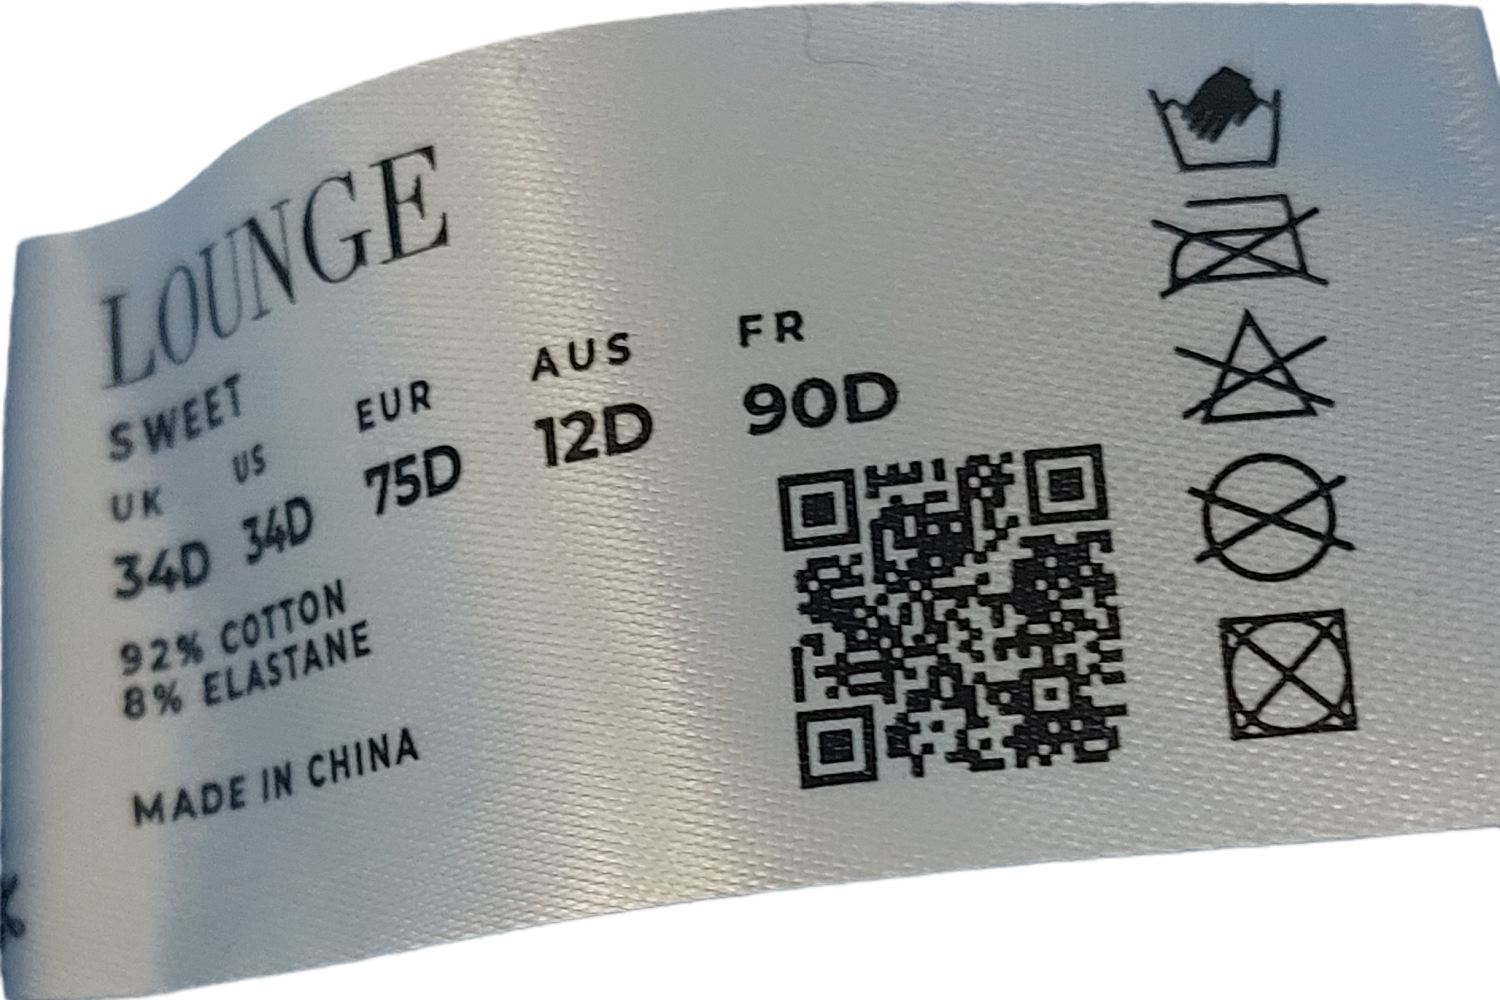 LOUNGE
SWEET
UK US EUR AUS FR
34D 34D 75D 12D 90D
92% COTTON
8% ELASTANE
MADE IN CHINA